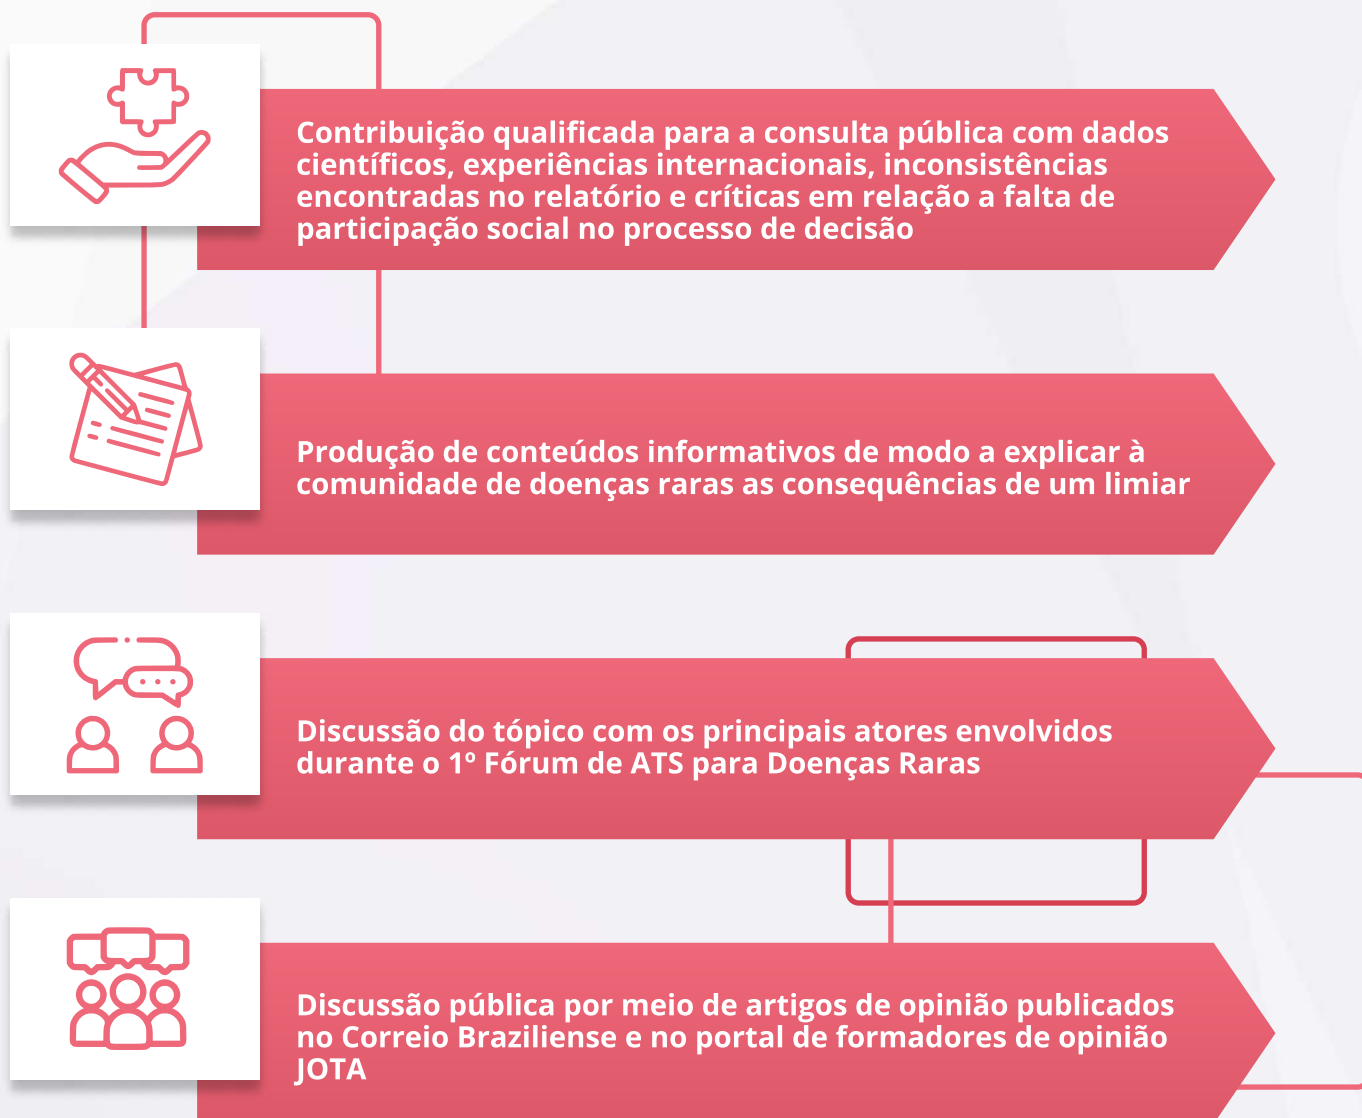 Contribuição qualificada para a consulta pública com dados
científicos, experiências internacionais, inconsistências
encontradas no relatório e críticas em relação a falta de
participação social no processo de decisão
Produção de conteúdos informativos de modo a explicar à
comunidade de doenças raras as consequências de um limiar
Discussão do tópico com os principais atores envolvidos
durante o 1º Fórum de ATS para Doenças Raras
Discussão pública por meio de artigos de opinião publicados
no Correio Braziliense e no portal de formadores de opinião
JOTA